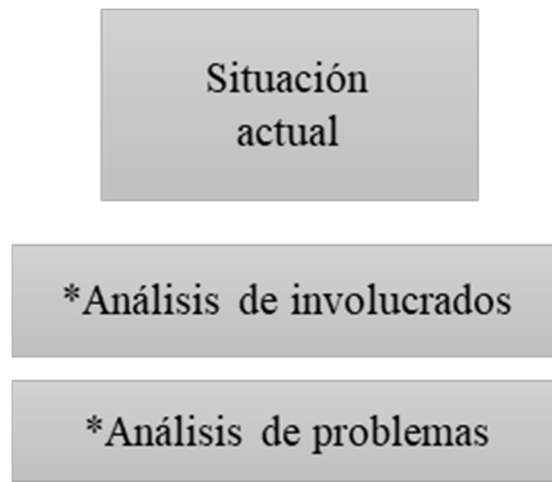 Situación
actual
*Análisis de involucrados
*Análisis de problemas